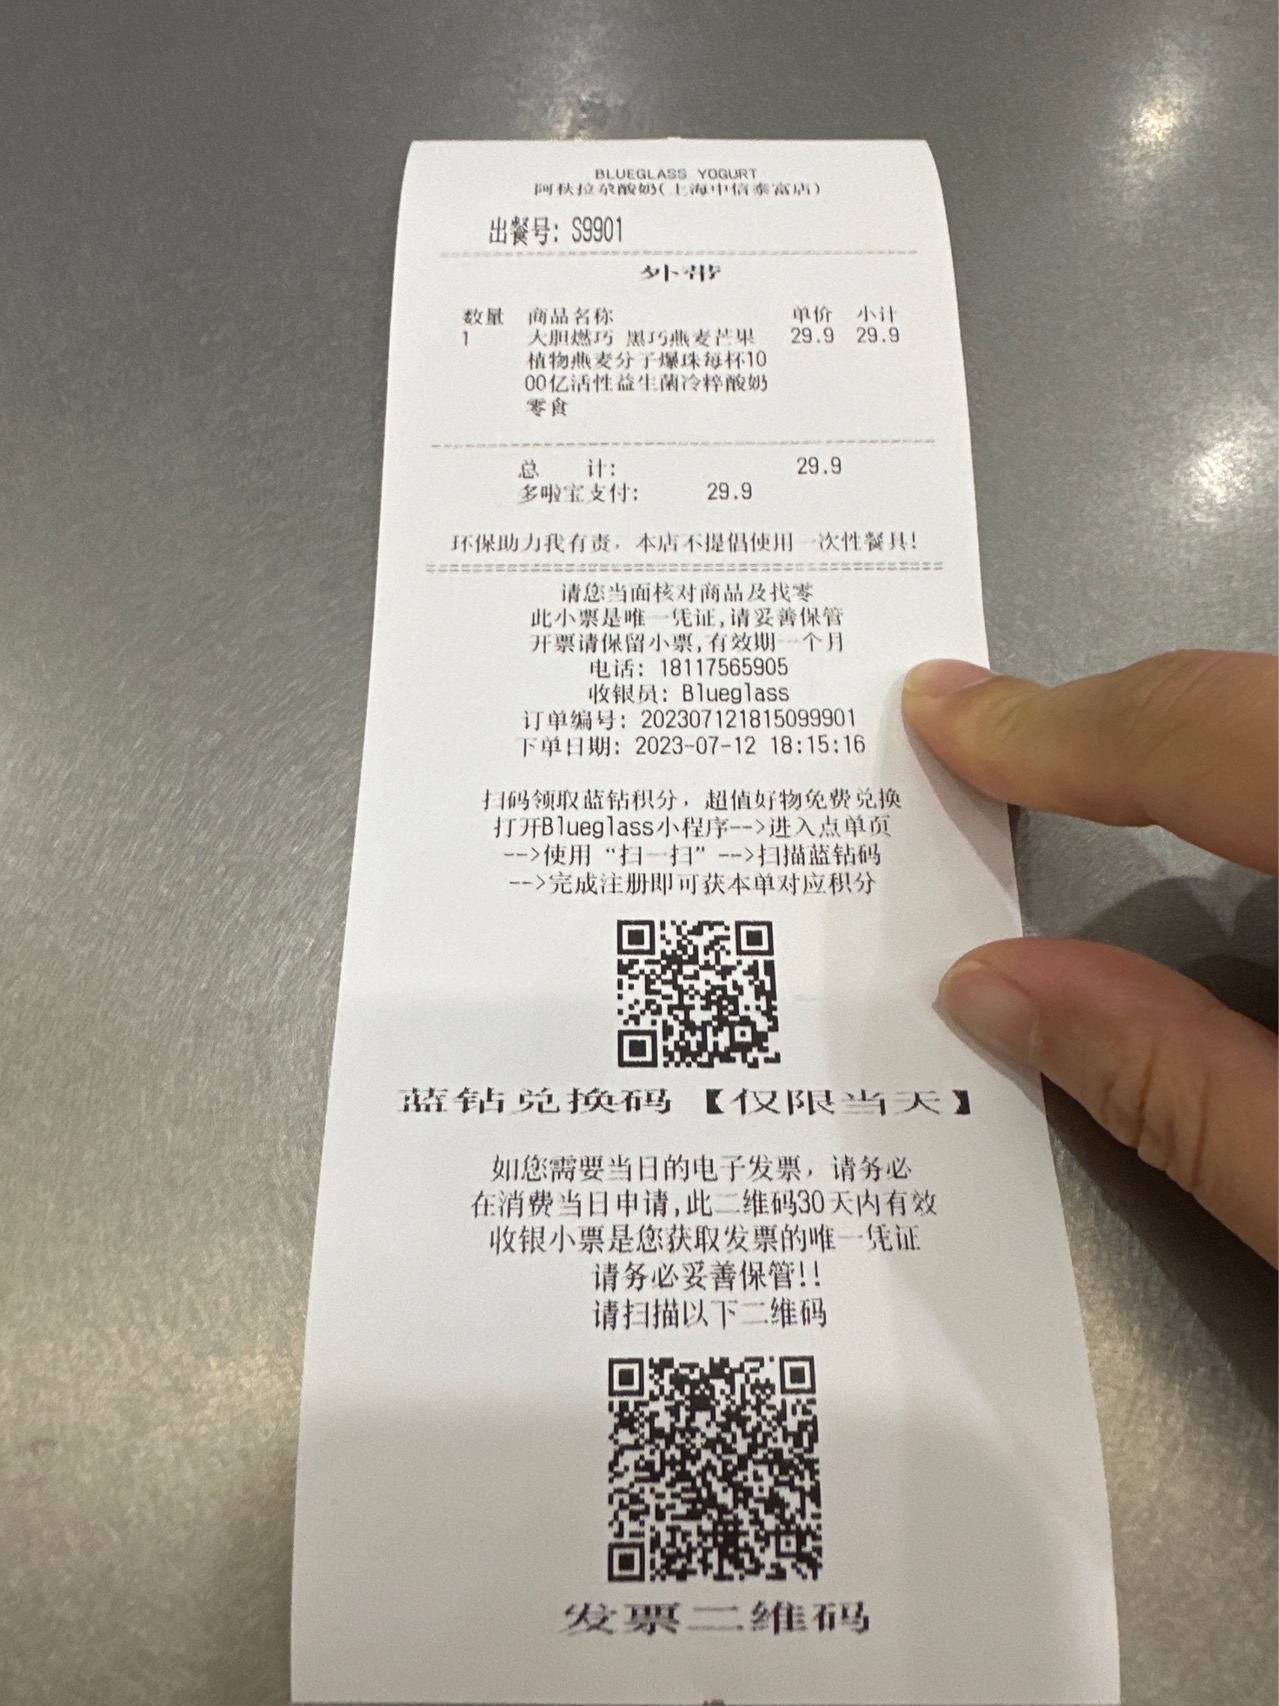 BLUEGLASS YOGURT
阿秋拉尕酸奶(上海中信泰富店)
出餐号: S9901
外带
数量 商品名称 单价 小计
1 大胆燃巧 黑巧燕麦芒果 29.9 29.9
植物燕麦分子爆珠每杯10
00亿活性益生菌冷粹酸奶
零食
总 计: 29.9
多啦宝支付: 29.9
环保助力我有责，本店不提倡使用一次性餐具!
请您当面核对商品及找零
此小票是唯一凭证,请妥善保管
开票请保留小票,有效期一个月
电话: 18117565905
收银员: Blueglass
订单编号: 202307121815099901
下单日期: 2023-07-12 18:15:16
扫码领取蓝钻积分，超值好物免费兑换
打开Blueglass小程序-->进入点单页
-->使用“扫一扫”-->扫描蓝钻码
-->完成注册即可获本单对应积分
蓝钻兑换码【仅限当天】
如您需要当日的电子发票，请务必
在消费当日申请,此二维码30天内有效
收银小票是您获取发票的唯一凭证
请务必妥善保管!!
请扫描以下二维码
发票二维码